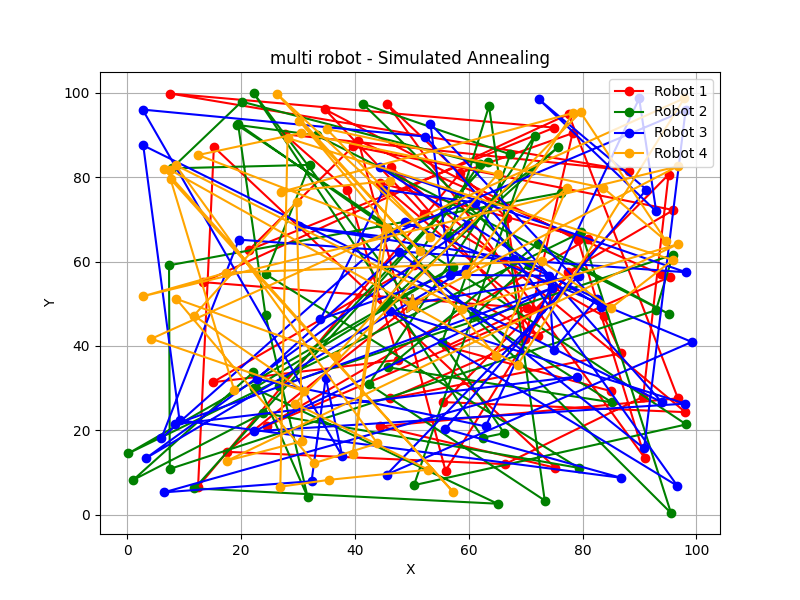 multi robot - Simulated Annealing
Robot 1
Robot 2
Robot 3
Robot 4
100
80
60
40
20
0
Y
0 20 40 60 80 100
X